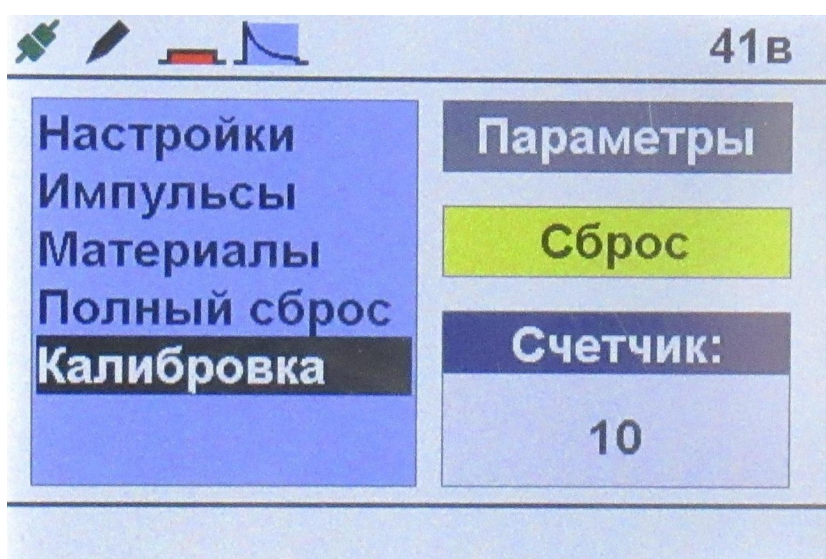 41в
Настройки
Импульсы
Материалы
Полный сброс
Калибровка
Параметры
Сброс
Счетчик:
10